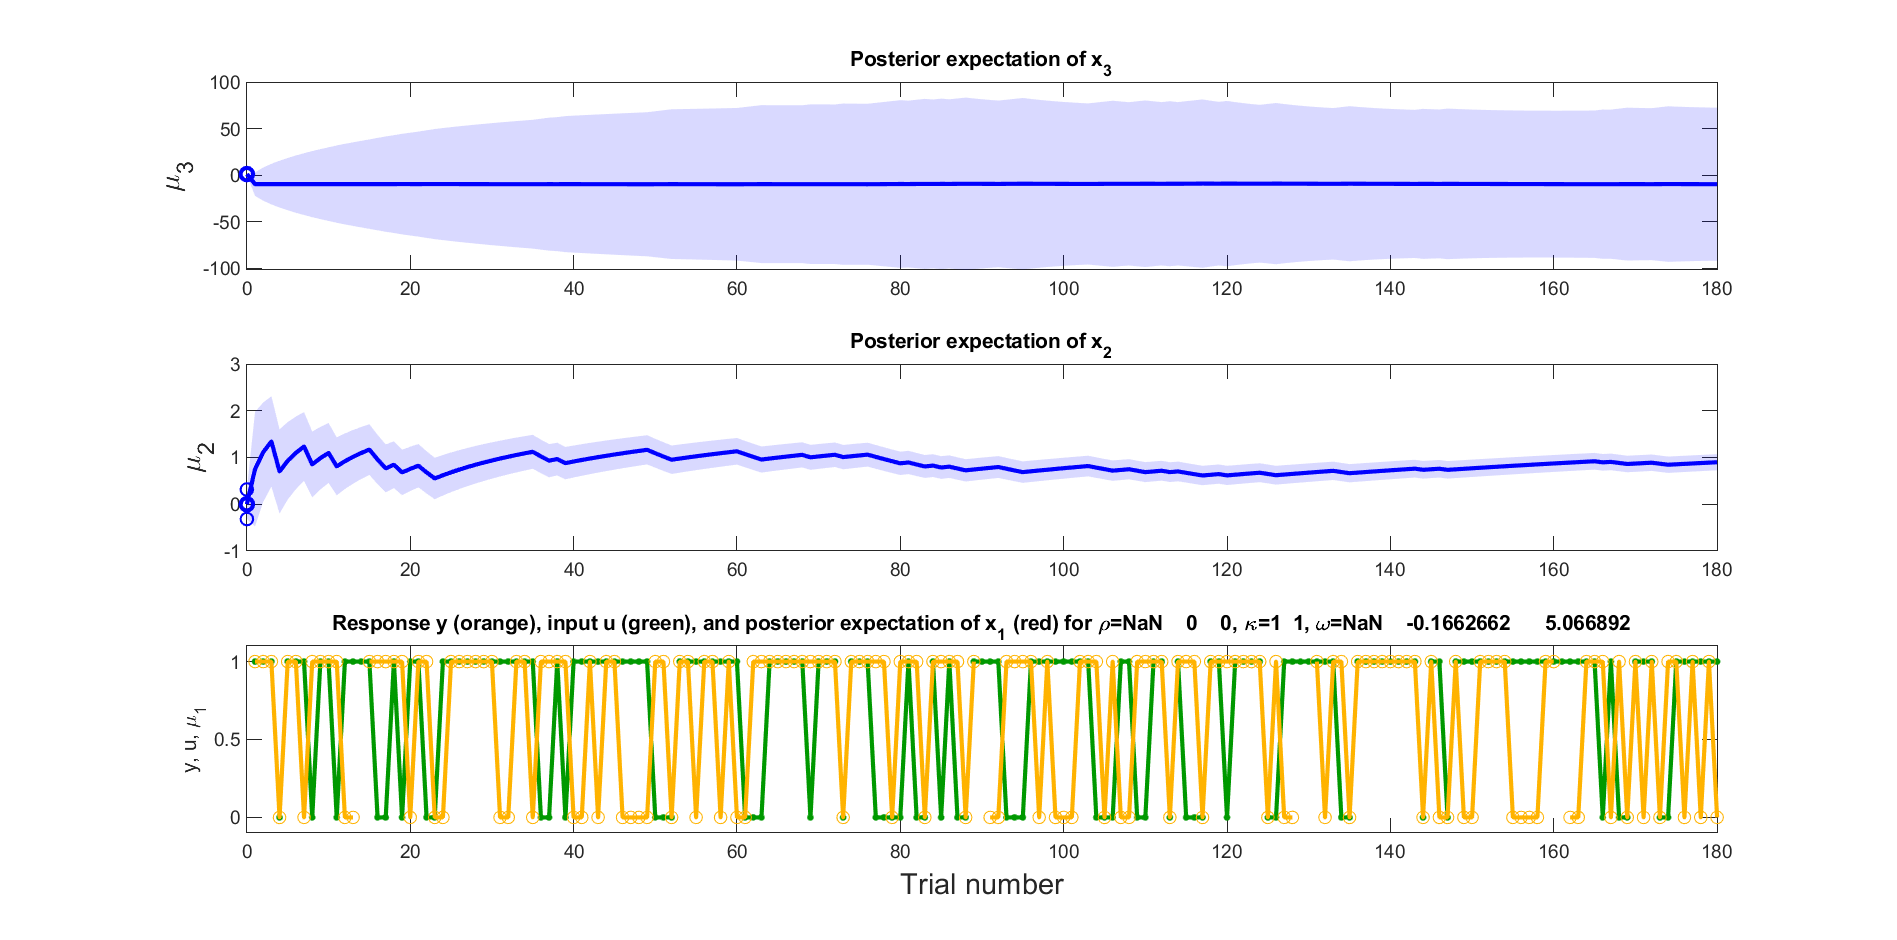 Posterior expectation of x3
100
50
0
-50
-100
μ3
0 20 40 60 80 100 120 140 160 180
Posterior expectation of x2
3
2
1
0
-1
μ2
0 20 40 60 80 100 120 140 160 180
Response y (orange), input u (green), and posterior expectation of x1 (red) for ρ=NaN 0 0, κ=1 1, ω=NaN -0.1662662 5.066892
1
0.5
0
y, u, μ1
0 20 40 60 80 100 120 140 160 180
Trial number